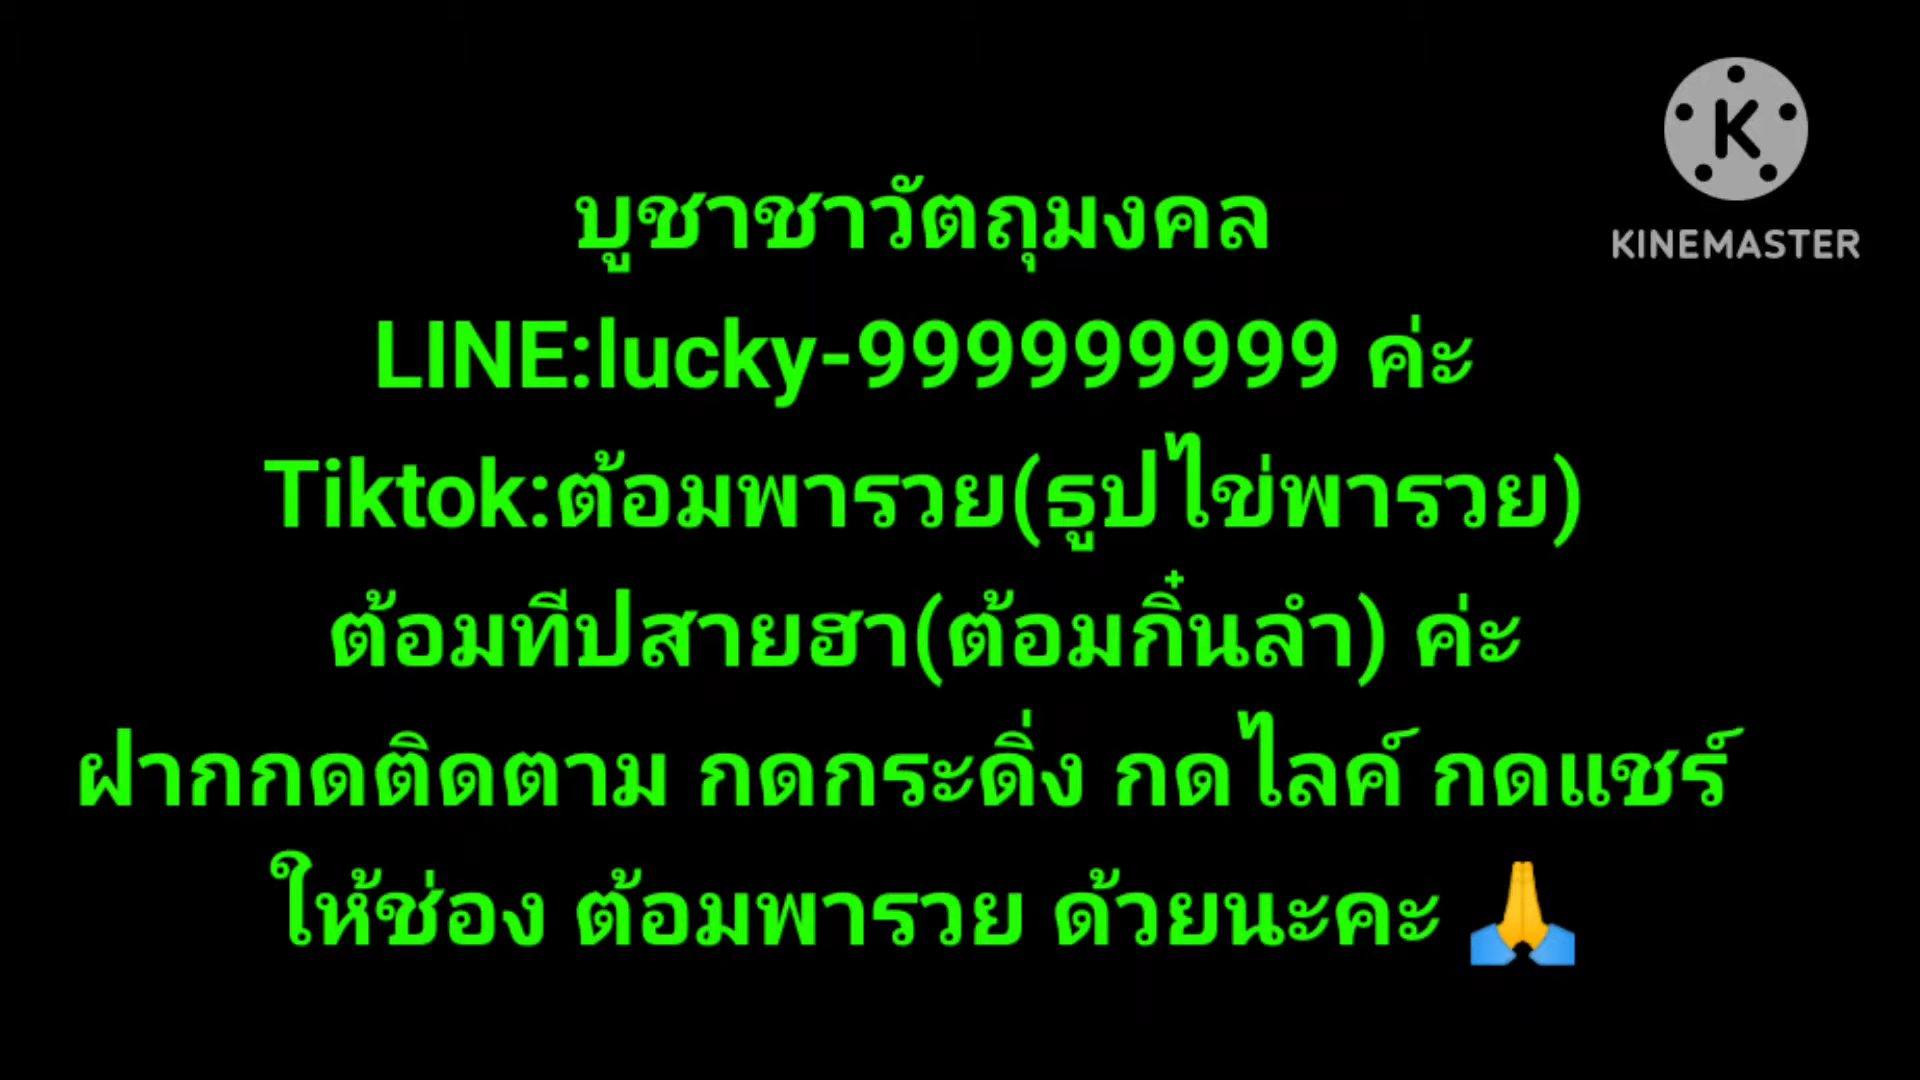 บูชาชาวัตถุมงคล
LINE:lucky-999999999 ค่ะ
Tiktok:ต้อมพารวย(ธูปไข่พารวย)
ต้อมทีปสายฮา(ต้อมกิ๋นลำ) ค่ะ
ฝากกดติดตาม กดกระดิ่ง กดไลค์ กดแชร์
ให้ช่อง ต้อมพารวย ด้วยนะคะ 🙏
K
KINEMASTER